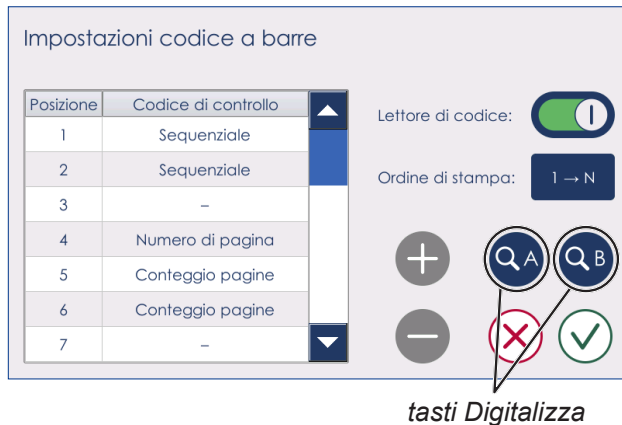 Impostazioni codice a barre
Posizione Codice di controllo
1 Sequenziale
2 Sequenziale
3 –
4 Numero di pagina
5 Conteggio pagine
6 Conteggio pagine
7 –
Lettore di codice:
Ordine di stampa: 1 → N
A B
tasti Digitalizza